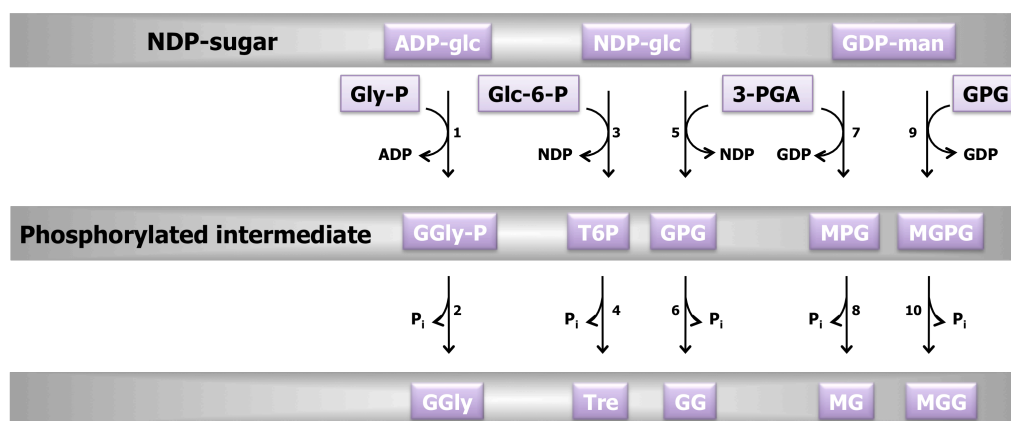 NDP-sugar ADP-glc NDP-glc GDP-man
Gly-P Glc-6-P 3-PGA GPG
1 3 5 7 9
ADP NDP NDP GDP GDP
Phosphorylated intermediate GGly-P T6P GPG MPG MGPG
2 4 6 8 10
Pi Pi Pi Pi Pi
GGly Tre GG MG MGG